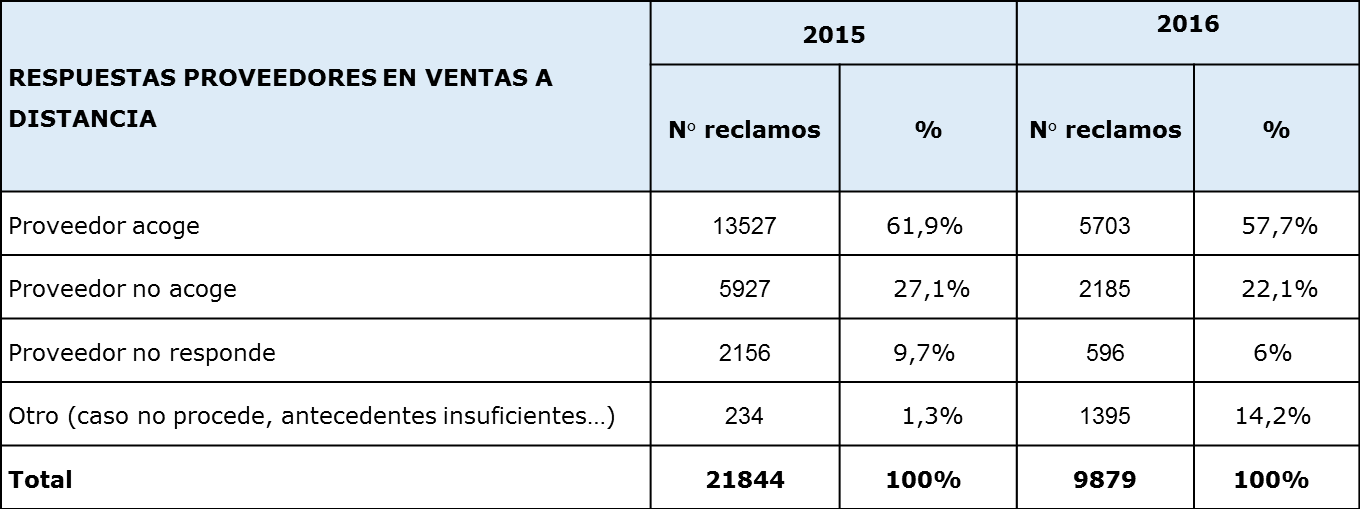 RESPUESTAS PROVEEDORES EN VENTAS A
DISTANCIA
2015
2016
Nº reclamos % Nº reclamos %
Proveedor acoge 13527 61,9% 5703 57,7%
Proveedor no acoge 5927 27,1% 2185 22,1%
Proveedor no responde 2156 9,7% 596 6%
Otro (caso no procede, antecedentes insuficientes...) 234 1,3% 1395 14,2%
Total 21844 100% 9879 100%